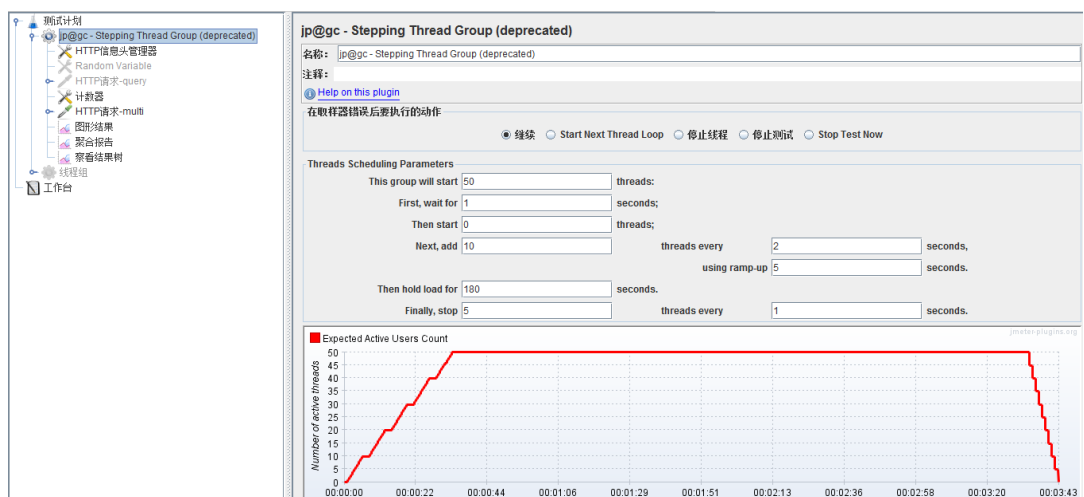 测试计划
jp@gc - Stepping Thread Group (deprecated)
HTTP信息头管理器
Random Variable
HTTP请求-query
计数器
HTTP请求-multi
图形结果
聚合报告
察看结果树
线程组
工作台
jp@gc - Stepping Thread Group (deprecated)
名称: jp@gc - Stepping Thread Group (deprecated)
注释:
Help on this plugin
在取样器错误后要执行的动作
继续 Start Next Thread Loop 停止线程 停止测试 Stop Test Now
Threads Scheduling Parameters
This group will start 50 threads:
First, wait for 1 seconds;
Then start 0 threads;
Next, add 10 threads every 2 seconds,
using ramp-up 5 seconds.
Then hold load for 180 seconds.
Finally, stop 5 threads every 1 seconds.
jmeter-plugins.org
Expected Active Users Count
Number of active threads
50
45
40
35
30
25
20
15
10
5
0
00:00:00 00:00:22 00:00:44 00:01:06 00:01:29 00:01:51 00:02:13 00:02:36 00:02:58 00:03:20 00:03:43